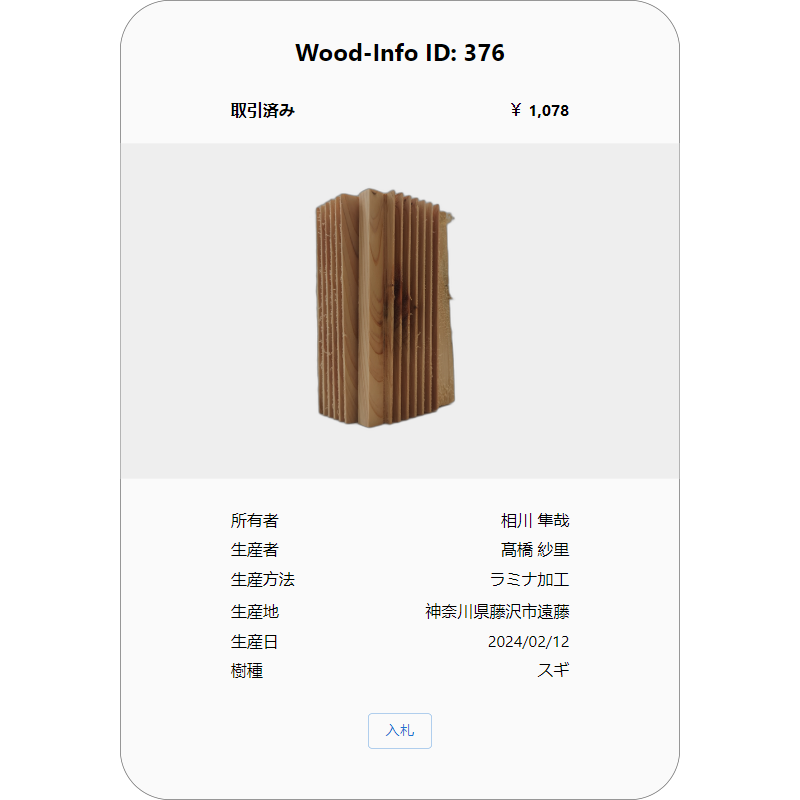 Wood-Info ID: 376
取引済み ￥ 1,078
所有者 相川 隼哉
生産者 髙橋 紗里
生産方法 ラミナ加工
生産地 神奈川県藤沢市遠藤
生産日 2024/02/12
樹種 スギ
入札